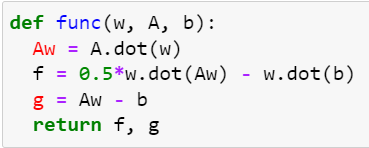 def func(w, A, b):
  Aw = A.dot(w)
  f = 0.5*w.dot(Aw) - w.dot(b)
  g = Aw - b
  return f, g